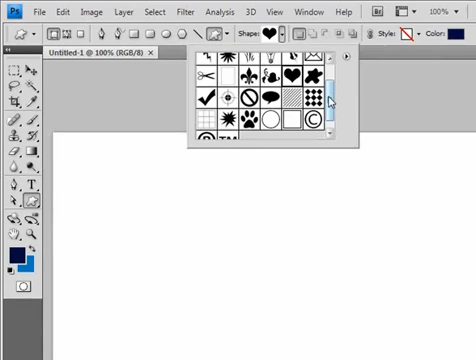 Ps File Edit Image Layer Select Filter Analysis 3D View Window Help Br 100%
Shape: Style: Color:
Untitled-1 @ 100% (RGB/8) ×
T